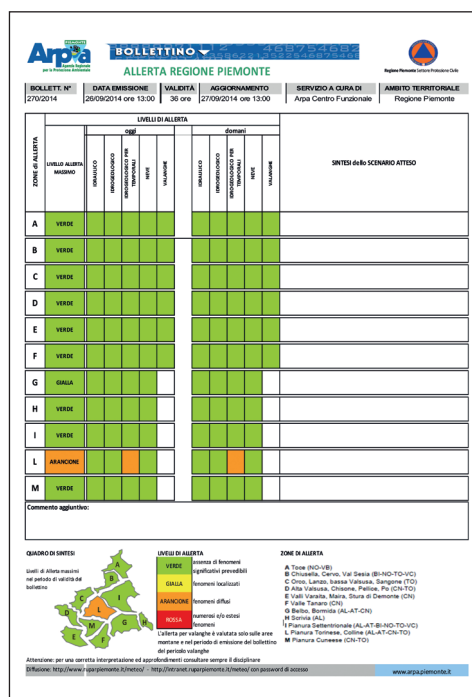 PIEMONTE
Arpa
Agenzia Regionale
per la Protezione Ambientale
BOLLETTINO
ALLERTA REGIONE PIEMONTE
Regione Piemonte Settore Protezione Civile
BOLLETT. N° DATA EMISSIONE VALIDITÀ AGGIORNAMENTO SERVIZIO A CURA DI AMBITO TERRITORIALE
270/2014 26/09/2014 ore 13:00 36 ore 27/09/2014 ore 13:00 Arpa Centro Funzionale Regione Piemonte
LIVELLI DI ALLERTA
oggi domani
ZONE di ALLERTA
LIVELLO ALLERTA
MASSIMO
IDRAULICO
IDROGEOLOGICO
IDROGEOLOGICO PER
TEMPORALI
NEVE
VALANGHE
IDRAULICO
IDROGEOLOGICO
IDROGEOLOGICO PER
TEMPORALI
NEVE
VALANGHE
SINTESI dello SCENARIO ATTESO
A VERDE
B VERDE
C VERDE
D VERDE
E VERDE
F VERDE
G GIALLA
H VERDE
I VERDE
L ARANCIONE
M VERDE
Commento aggiuntivo:
QUADRO DI SINTESI
Livelli di Alleta massimi
nel periodo di validità del
bollettino
A
B
C
I
D
L
M
G
H
E
F
LIVELLI DI ALLERTA
VERDE assenza di fenomeni
significativi prevedibili
GIALLA fenomeni localizzati
ARANCIONE fenomeni diffusi
ROSSA numerosi e/o estesi
fenomeni
L'allerta per valanghe è valutata solo sulle aree
montane e nel periodo di emissione del bollettino
del pericolo valanghe
ZONE DI ALLERTA
A Toce (NO-VB)
B Chiusella, Cervo, Val Sesia (BI-NO-TO-VC)
C Orco, Lanzo, bassa Valsusa, Sangone (TO)
D Alta Valsusa, Chisone, Pellice, Po (CN-TO)
E Valli Varaita, Maira, Stura di Demonte (CN)
F Valle Tanaro (CN)
G Belbo, Bormida (AL-AT-CN)
H Scrivia (AL)
I Pianura Settentrionale (AL-AT-BI-NO-TO-VC)
L Pianura Torinese, Colline (AL-AT-CN-TO)
M Pianura Cuneese (CN-TO)
Attenzione: per una corretta interpretazione ed approfondimenti consultare sempre il disciplinare
Diffusione: http://www.ruparpiemonte.it/meteo/ - http://intranet.ruparpiemonte.it/meteo/ con password di accesso www.arpa.piemonte.it